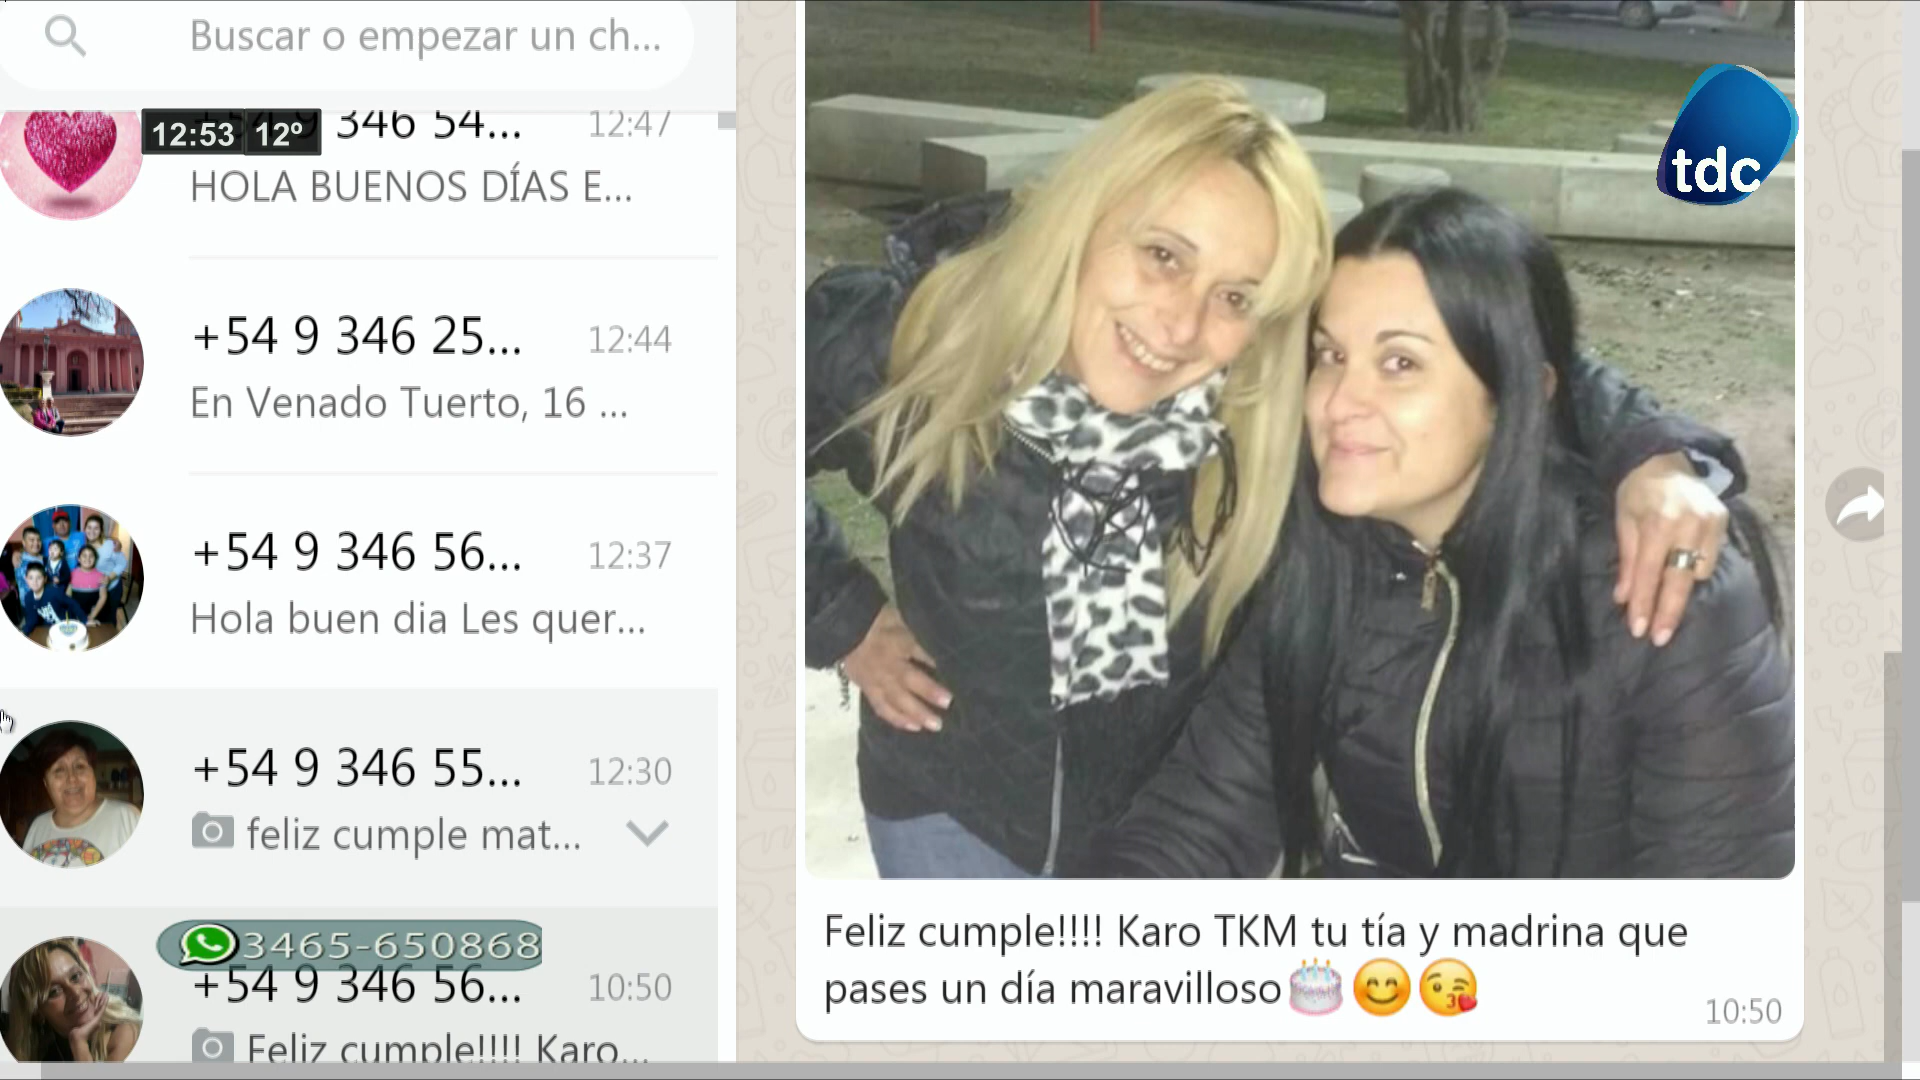 Buscar o empezar un ch...
12:53 12º
346 54... 12:47
HOLA BUENOS DÍAS E...
+54 9 346 25... 12:44
En Venado Tuerto, 16 ...
+54 9 346 56... 12:37
Hola buen dia Les quer...
+54 9 346 55... 12:30
feliz cumple mat...
3465-650868
+54 9 346 56... 10:50
Feliz cumple!!!! Karo...
tdc
Feliz cumple!!!! Karo TKM tu tía y madrina que
pases un día maravilloso🎂😊😘
10:50